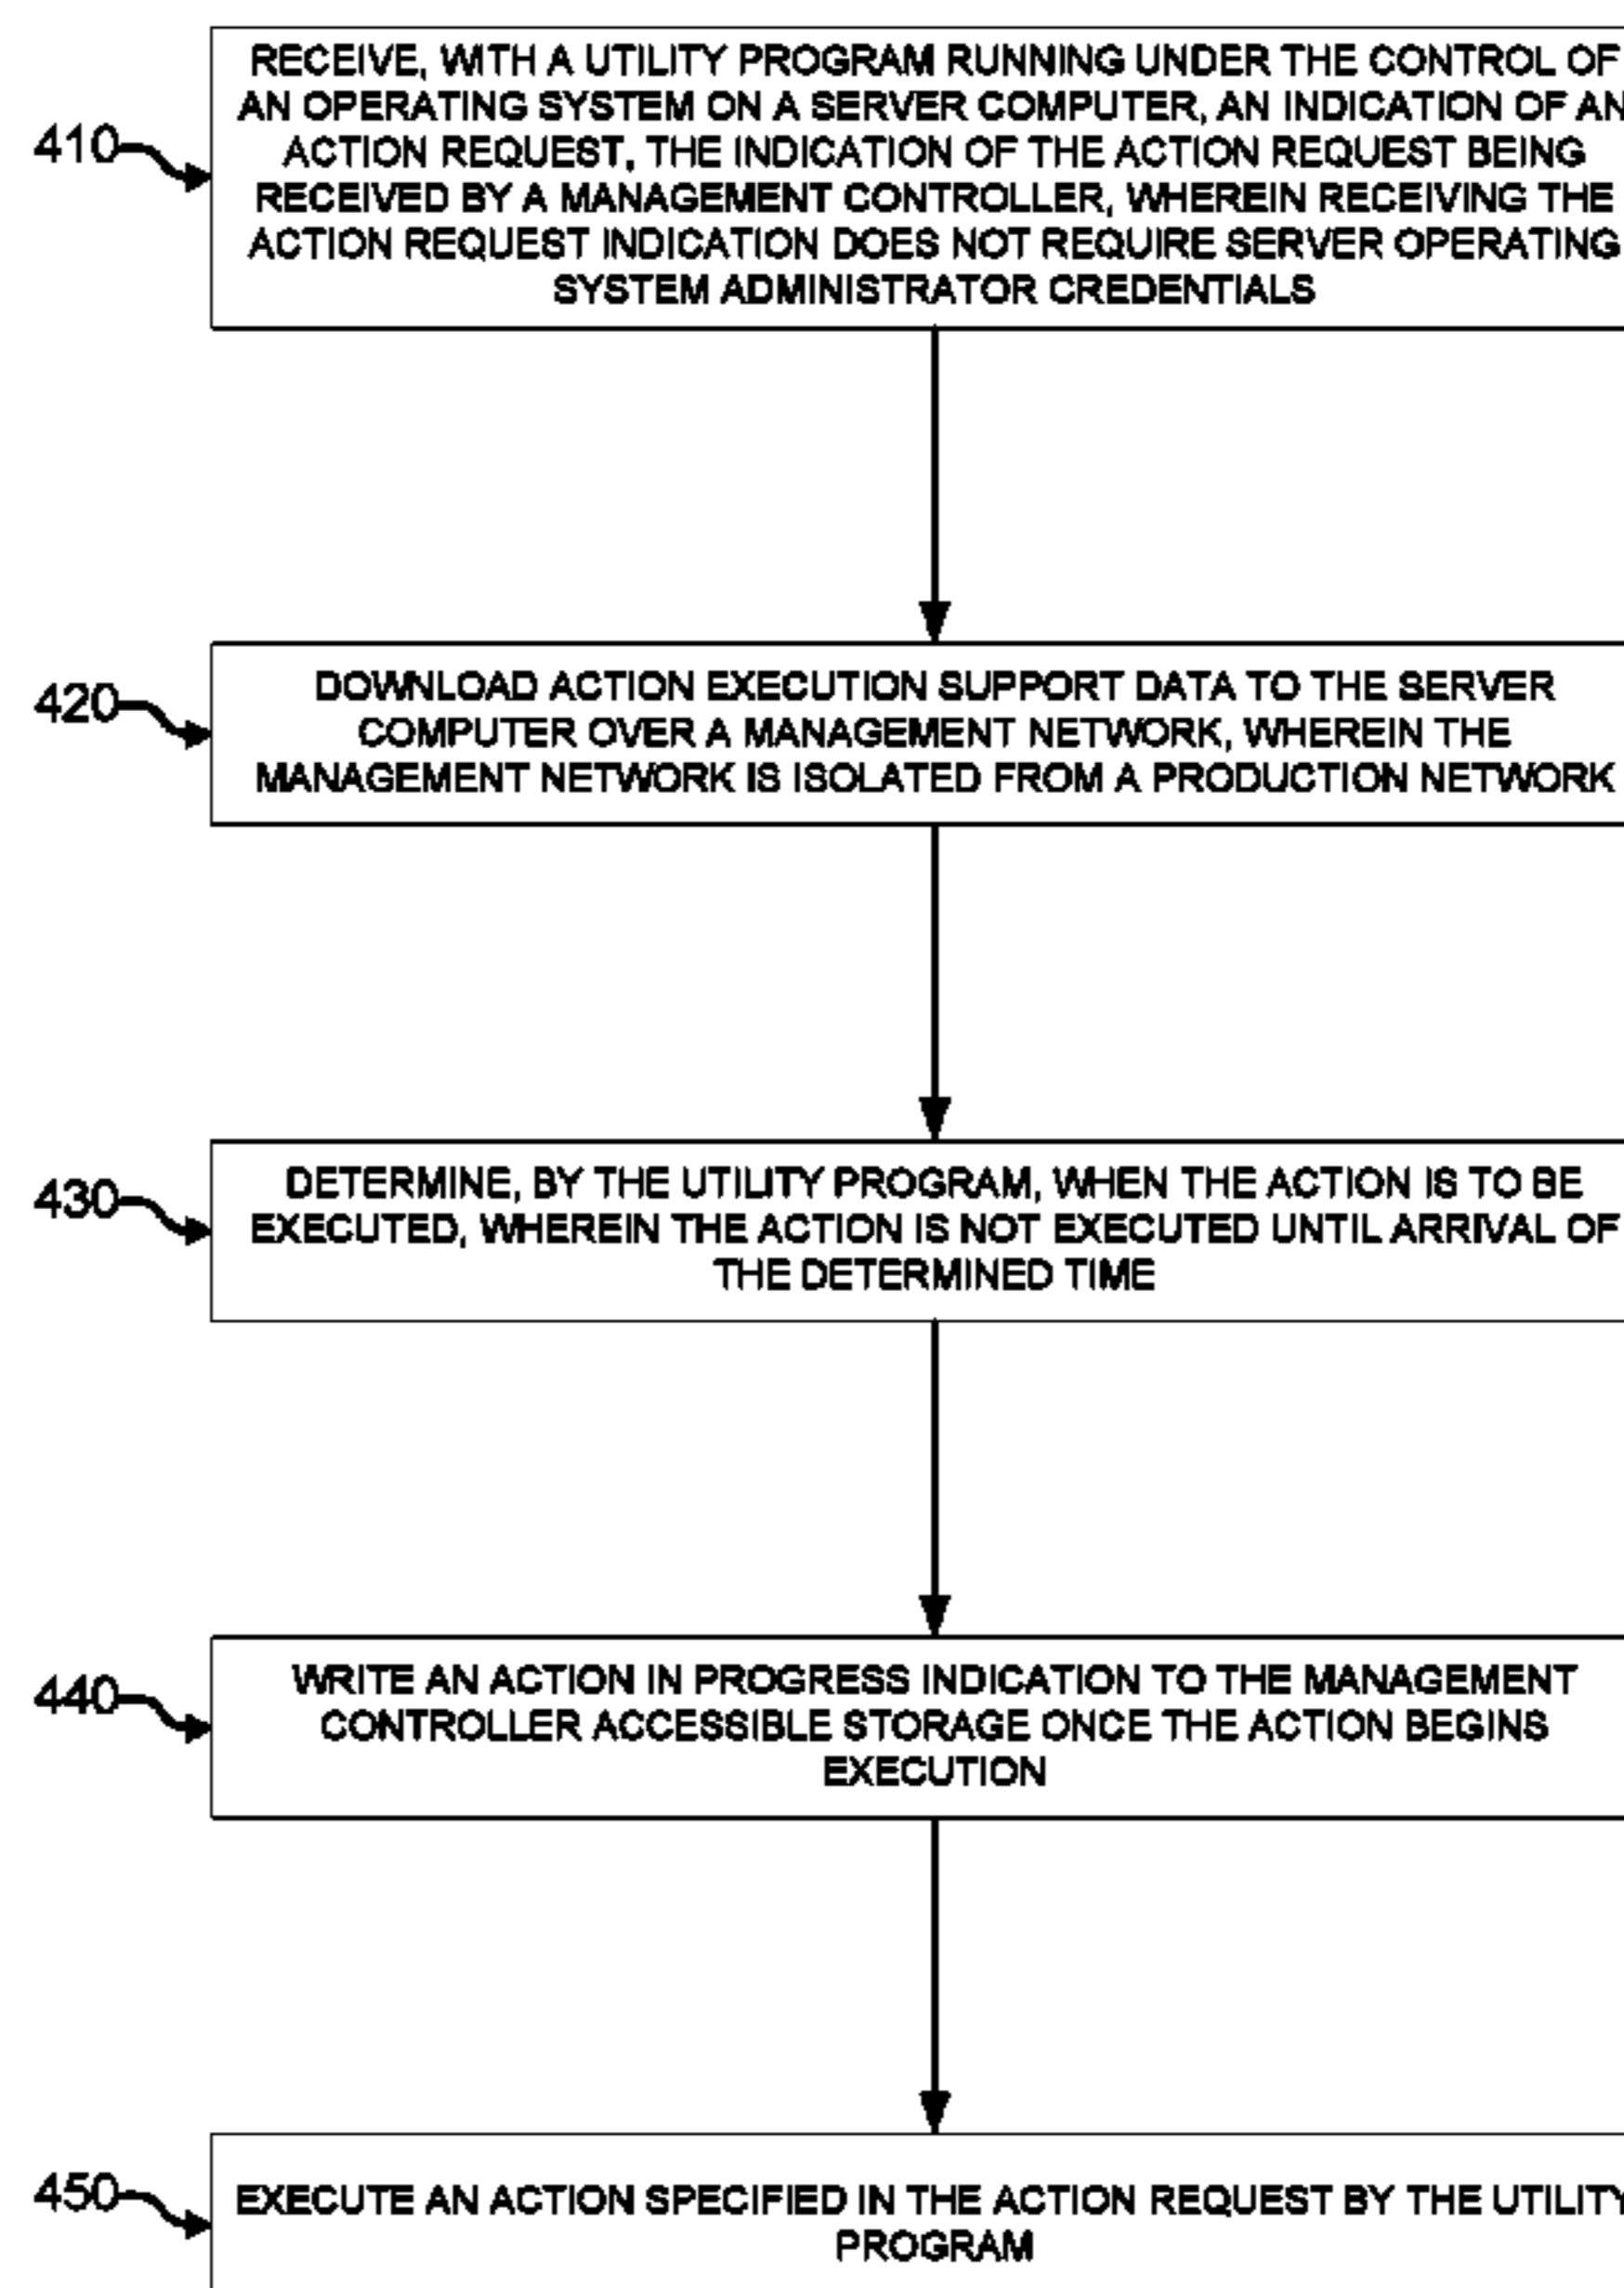 RECEIVE, WITH A UTILITY PROGRAM RUNNING UNDER THE CONTROL OF
AN OPERATING SYSTEM ON A SERVER COMPUTER, AN INDICATION OF AN
410
ACTION REQUEST, THE INDICATION OF THE ACTION REQUEST BEING
RECEIVED BY A MANAGEMENT CONTROLLER, WHEREIN RECEIVING THE
ACTION REQUEST INDICATION DOES NOT REQUIRE SERVER OPERATING
SYSTEM ADMINISTRATOR CREDENTIALS
420
DOWNLOAD ACTION EXECUTION SUPPORT DATA TO THE SERVER
COMPUTER OVER A MANAGEMENT NETWORK, WHEREIN THE
MANAGEMENT NETWORK IS ISOLATED FROM A PRODUCTION NETWORK
430
DETERMINE, BY THE UTILITY PROGRAM, WHEN THE ACTION IS TO BE
EXECUTED, WHEREIN THE ACTION IS NOT EXECUTED UNTIL ARRIVAL OF
THE DETERMINED TIME
440
WRITE AN ACTION IN PROGRESS INDICATION TO THE MANAGEMENT
CONTROLLER ACCESSIBLE STORAGE ONCE THE ACTION BEGINS
EXECUTION
450
EXECUTE AN ACTION SPECIFIED IN THE ACTION REQUEST BY THE UTILITY
PROGRAM